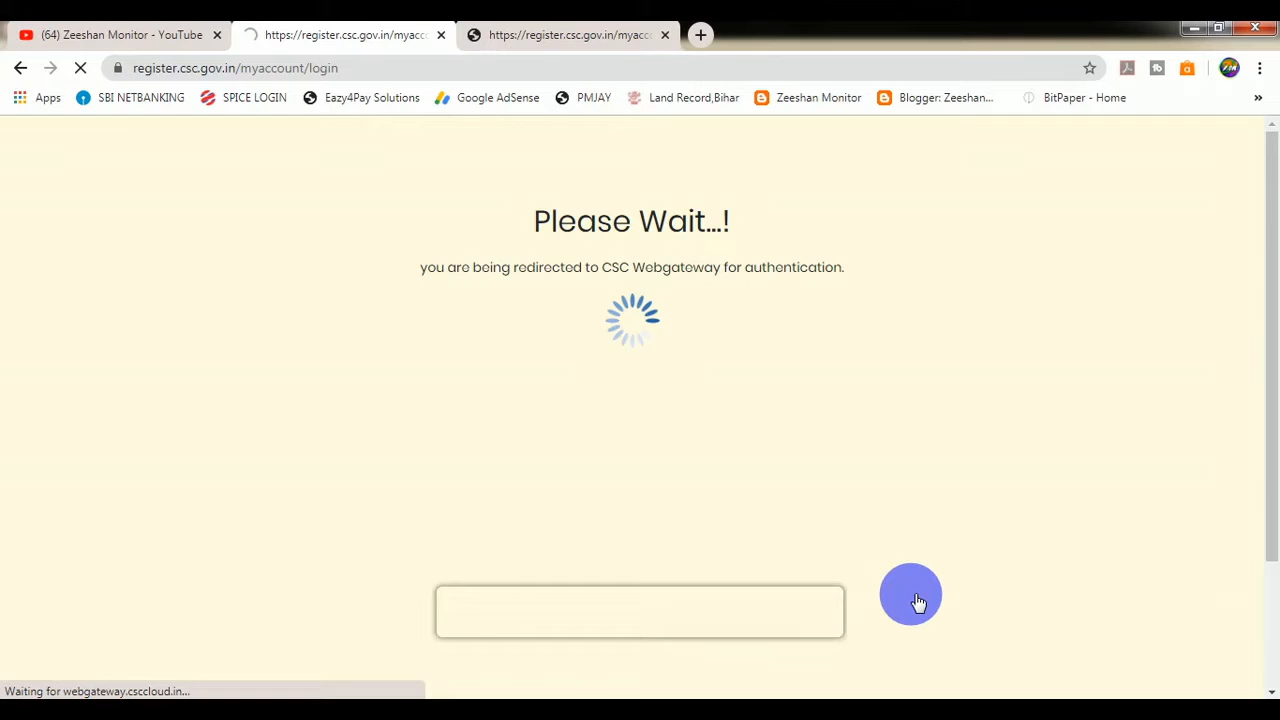 (64) Zeeshan Monitor - YouTube
https://register.csc.gov.in/myacc
https://register.csc.gov.in/myacc
register.csc.gov.in/myaccount/login
Apps
SBI NETBANKING
SPICE LOGIN
Eazy4Pay Solutions
Google AdSense
PMJAY
Land Record,Bihar
Zeeshan Monitor
Blogger: Zeeshan...
BitPaper - Home
Please Wait...!
you are being redirected to CSC Webgateway for authentication.
Waiting for webgateway.csccloud.in...